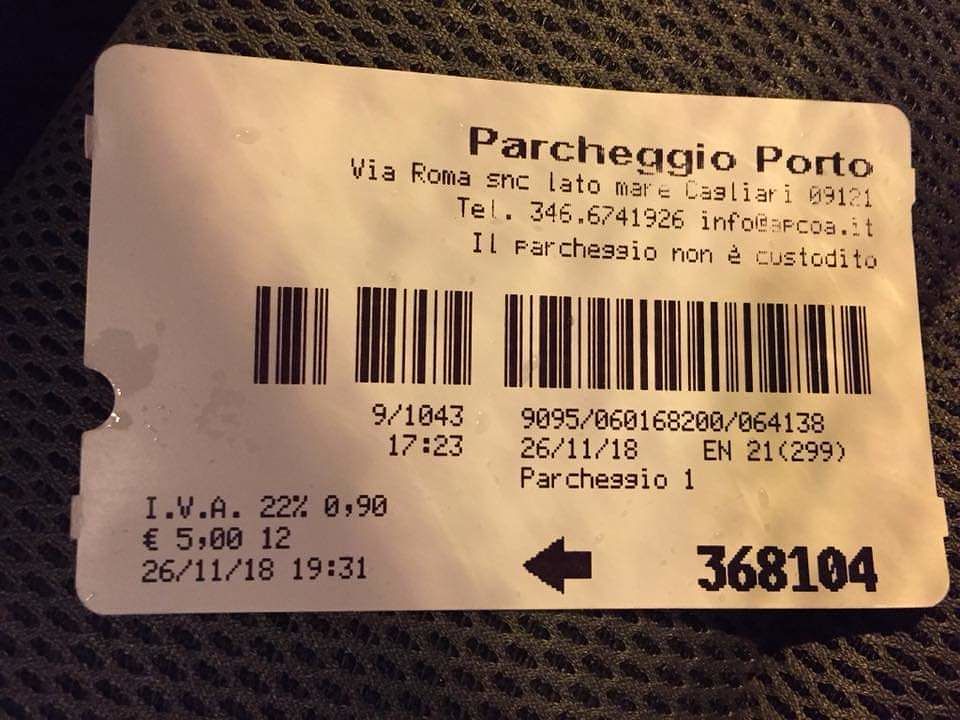 Parcheggio Porto
Via Roma snc lato mare Cagliari 09121
Tel. 346.6741926 info@apcoa.it
Il parcheggio non è custodito
9/1043 9095/060168200/064138
17:23 26/11/18 EN 21(299)
Parcheggio 1
I.V.A. 22% 0,90
€ 5,00 12
26/11/18 19:31
368104